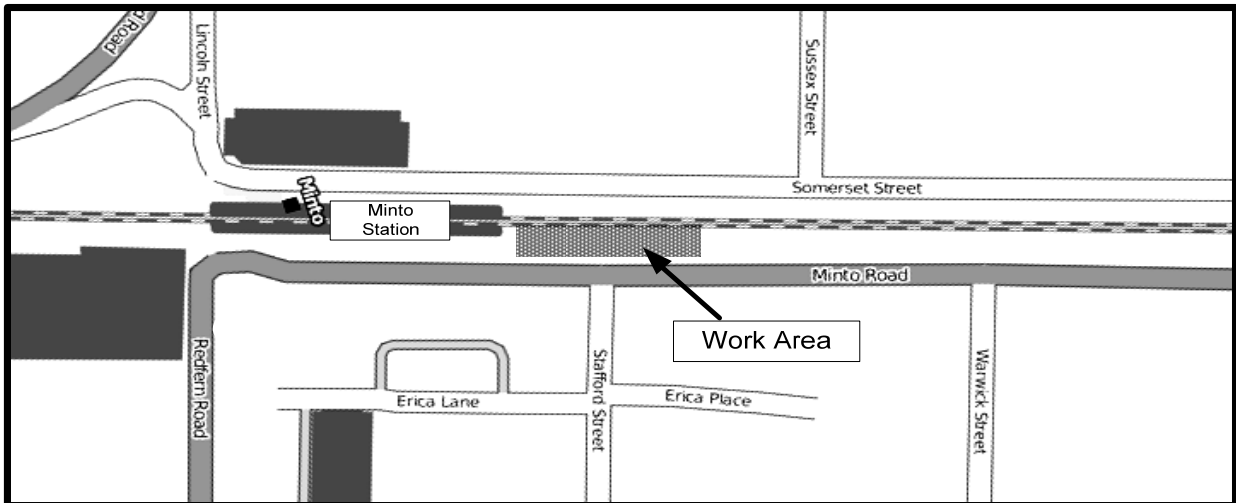 d Road
Lincoln Street
Sussex Street
Somerset Street
Minto
Minto
Station
Minto Road
Work Area
Redfern Road
Stafford Street
Warwick Street
Erica Lane
Erica Place